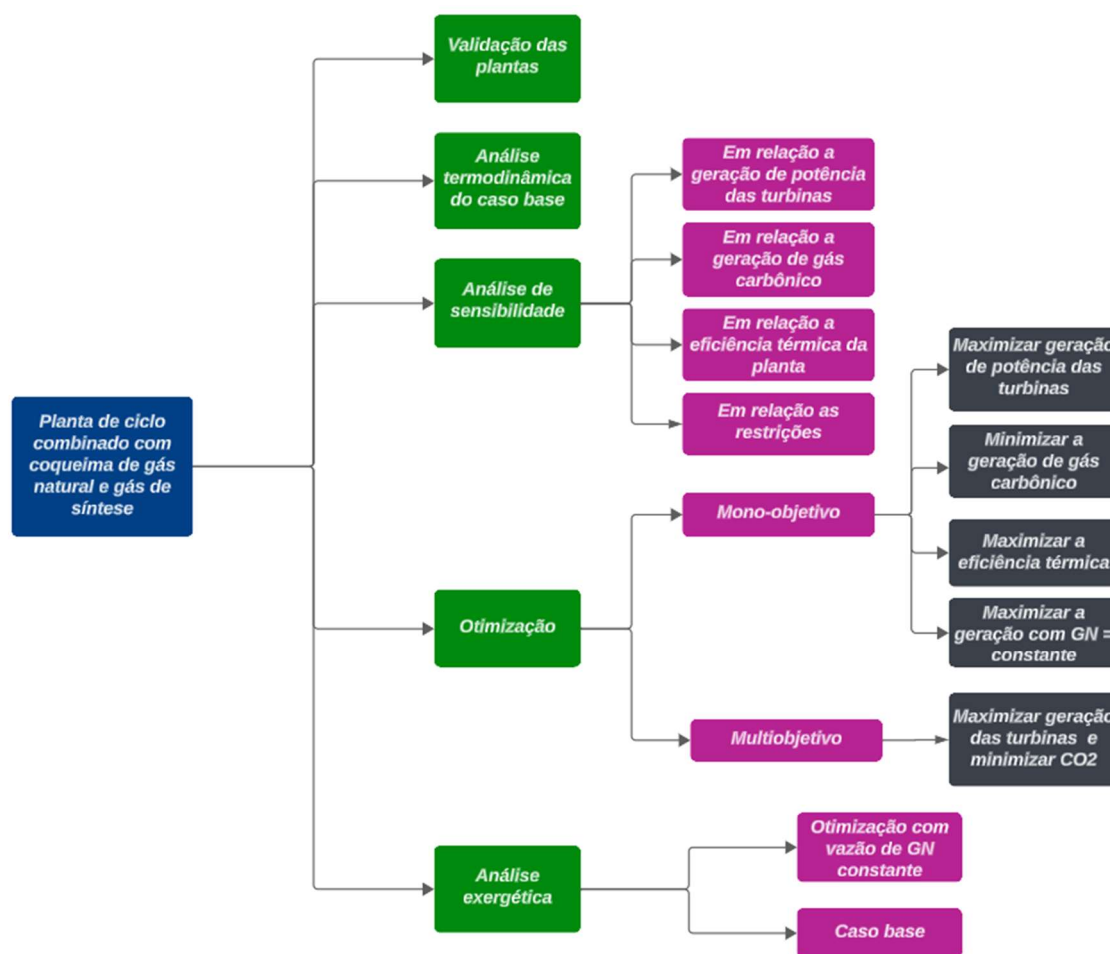 Validação das
plantas
Análise
termodinâmica
do caso base
Análise de
sensibilidade
Em relação a
geração de potência
das turbinas
Em relação a
geração de gás
carbônico
Em relação a
eficiência térmica da
planta
Em relação as
restrições
Planta de ciclo
combinado com
coqueima de gás
natural e gás de
síntese
Otimização
Mono-objetivo
Maximizar geração
de potência das
turbinas
Minimizar a
geração de gás
carbônico
Maximizar a
eficiência térmica
Maximizar a
geração com GN =
constante
Multiobjetivo
Maximizar geração
das turbinas e
minimizar CO2
Análise
exergética
Otimização com
vazão de GN
constante
Caso base